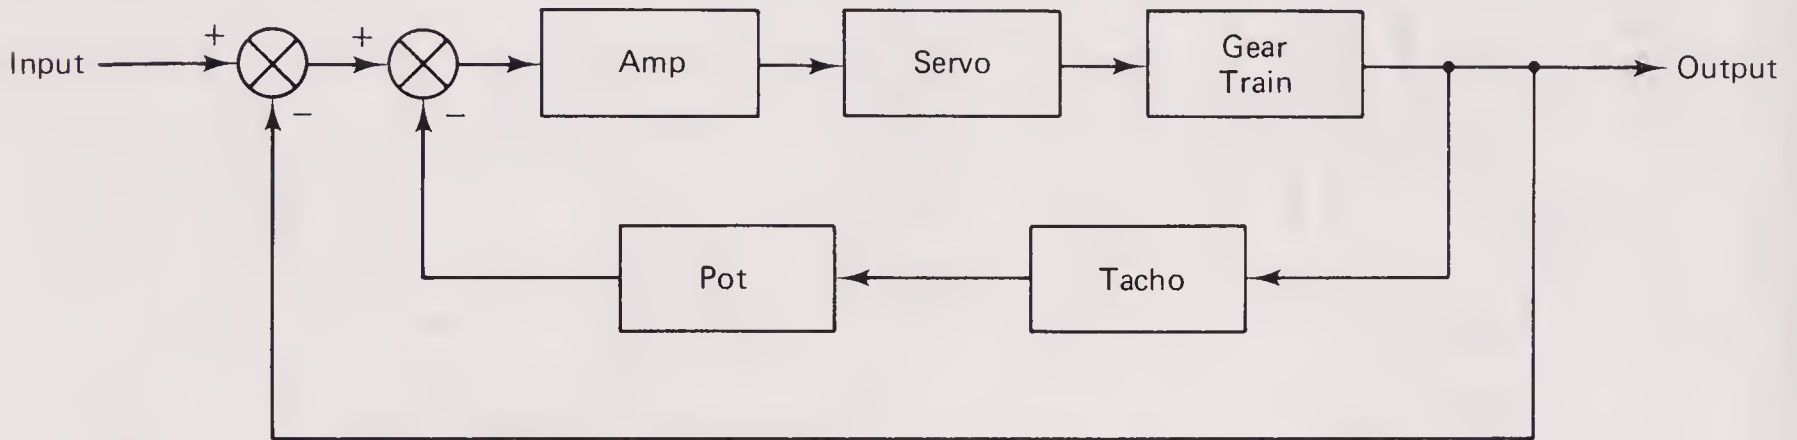 Input
+
+
Amp
Servo
Gear
Train
Output
−
−
Pot
Tacho